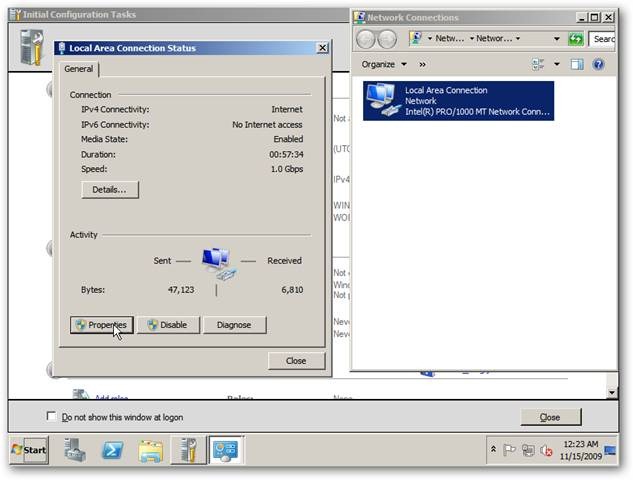 Initial Configuration Tasks
Local Area Connection Status
General
Connection
IPv4 Connectivity: Internet
IPv6 Connectivity: No Internet access
Media State: Enabled
Duration: 00:57:34
Speed: 1.0 Gbps
Details...
Activity
Sent Received
Bytes: 47,123 6,810
Properties Disable Diagnose
Close
Network Connections
Netw... Networ... Searc
Organize »
Local Area Connection
Network
Intel(R) PRO/1000 MT Network Conn...
Not
(UTC
IPv4
WIN
WOR
Not
Wind
Not
Neve
Neve
Add roles Roles: None
Do not show this window at logon
Close
Start
12:23 AM
11/15/2009